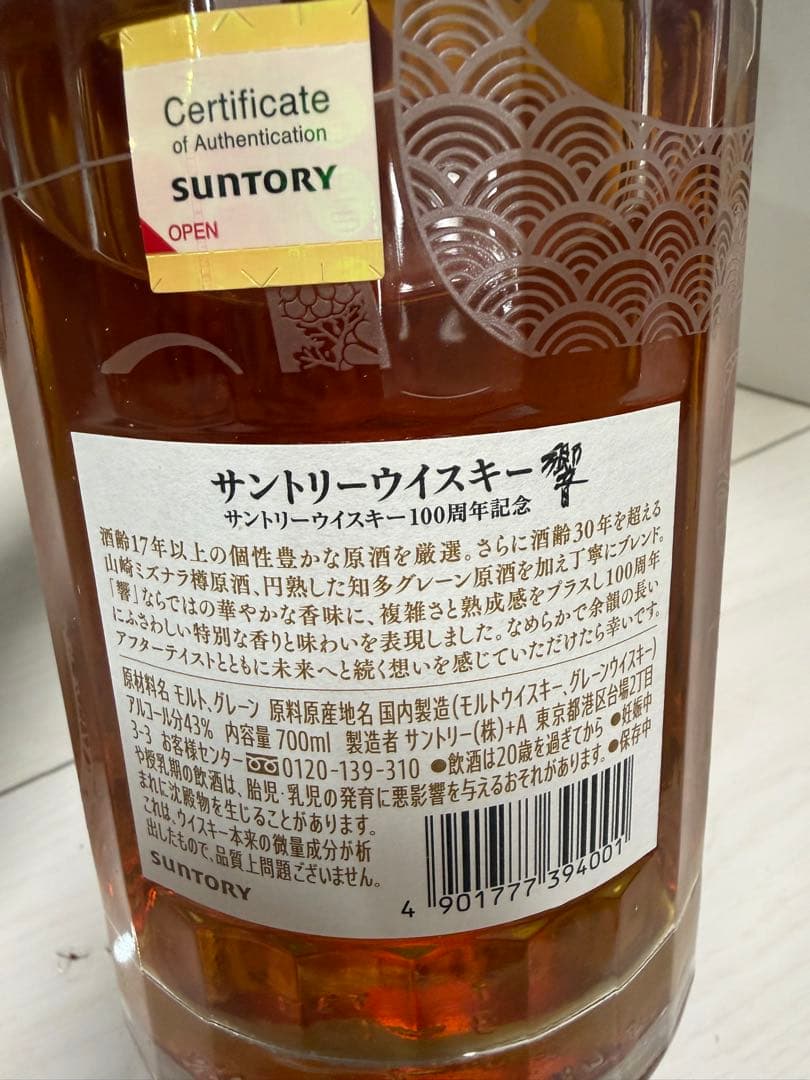 Certificate
of Authentication
SUNTORY
OPEN
サントリーウイスキー響
サントリーウイスキー100周年記念
酒齢17年以上の個性豊かな原酒を厳選。さらに酒齢30年を超える
山崎ミズナラ樽原酒、円熟した知多グレーン原酒を加え丁寧にブレンド。
「響」ならではの華やかな香味に、複雑さと熟成感をプラスし100周年
にふさわしい特別な香りと味わいを表現しました。なめらかで余韻の長い
アフターテイストとともに未来へと続く想いを感じていただけたら幸いです。
原材料名 モルト、グレーン 原料原産地名 国内製造(モルトウイスキー、グレーンウイスキー)
アルコール分43% 内容量 700ml 製造者 サントリー(株)+A 東京都港区台場2丁目
3-3 お客様センター 0120-139-310 ●飲酒は20歳を過ぎてから ●妊娠中
や授乳期の飲酒は、胎児・乳児の発育に悪影響を与えるおそれがあります。●保存中
まれに沈殿物を生じることがあります。
これは、ウイスキー本来の微量成分が析
出したもので、品質上問題ございません。
SUNTORY
4 901777 394001